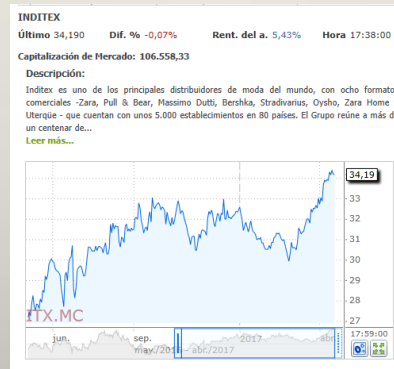 INDITEX
Último 34,190 Dif. % -0,07% Rent. del a. 5,43% Hora 17:38:00
Capitalización de Mercado: 106.558,33
Descripción:
Inditex es uno de los principales distribuidores de moda del mundo, con ocho formato
comerciales -Zara, Pull & Bear, Massimo Dutti, Bershka, Stradivarius, Oysho, Zara Home
Uterqüe - que cuentan con unos 5.000 establecimientos en 80 países. El Grupo reúne a más d
un centenar de...
Leer más...
34,19
33
32
31
30
29
28
27
ITX.MC
jun. sep. 2017 abr.
may./2016 abr./2017
17:59:00